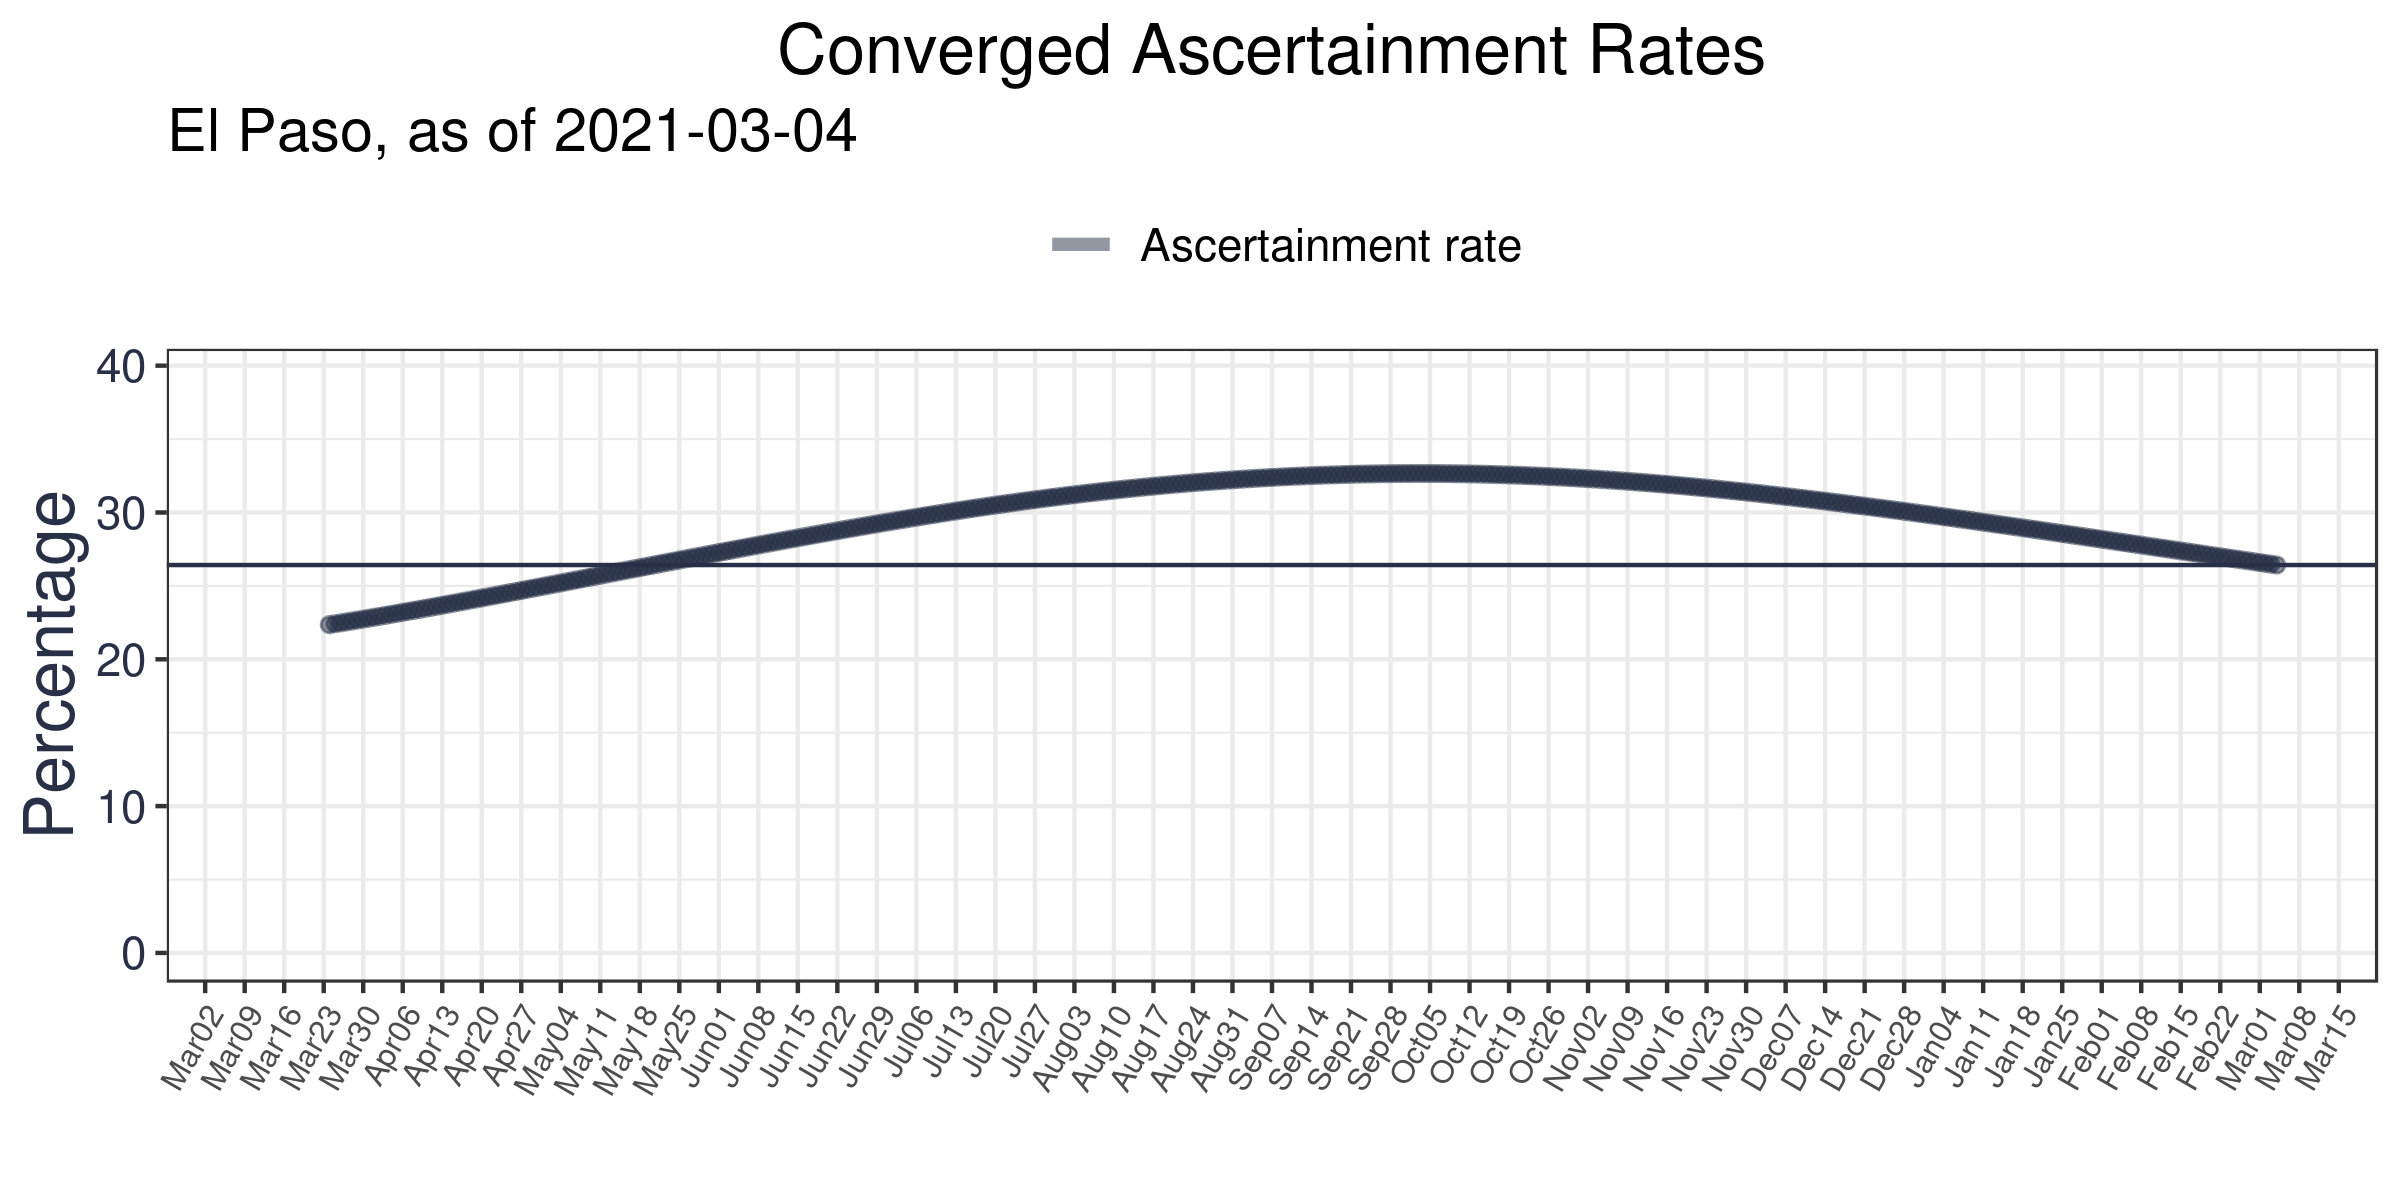 Converged Ascertainment Rates
El Paso, as of 2021-03-04
Ascertainment rate
Percentage
40
30
20
10
0
Mar02 Mar09 Mar16 Mar23 Mar30 Apr06 Apr13 Apr20 Apr27 May04 May11 May18 May25 Jun01 Jun08 Jun15 Jun22 Jun29 Jul06 Jul13 Jul20 Jul27 Aug03 Aug10 Aug17 Aug24 Aug31 Sep07 Sep14 Sep21 Sep28 Oct05 Oct12 Oct19 Oct26 Nov02 Nov09 Nov16 Nov23 Nov30 Dec07 Dec14 Dec21 Dec28 Jan04 Jan11 Jan18 Jan25 Feb01 Feb08 Feb15 Feb22 Mar01 Mar08 Mar15